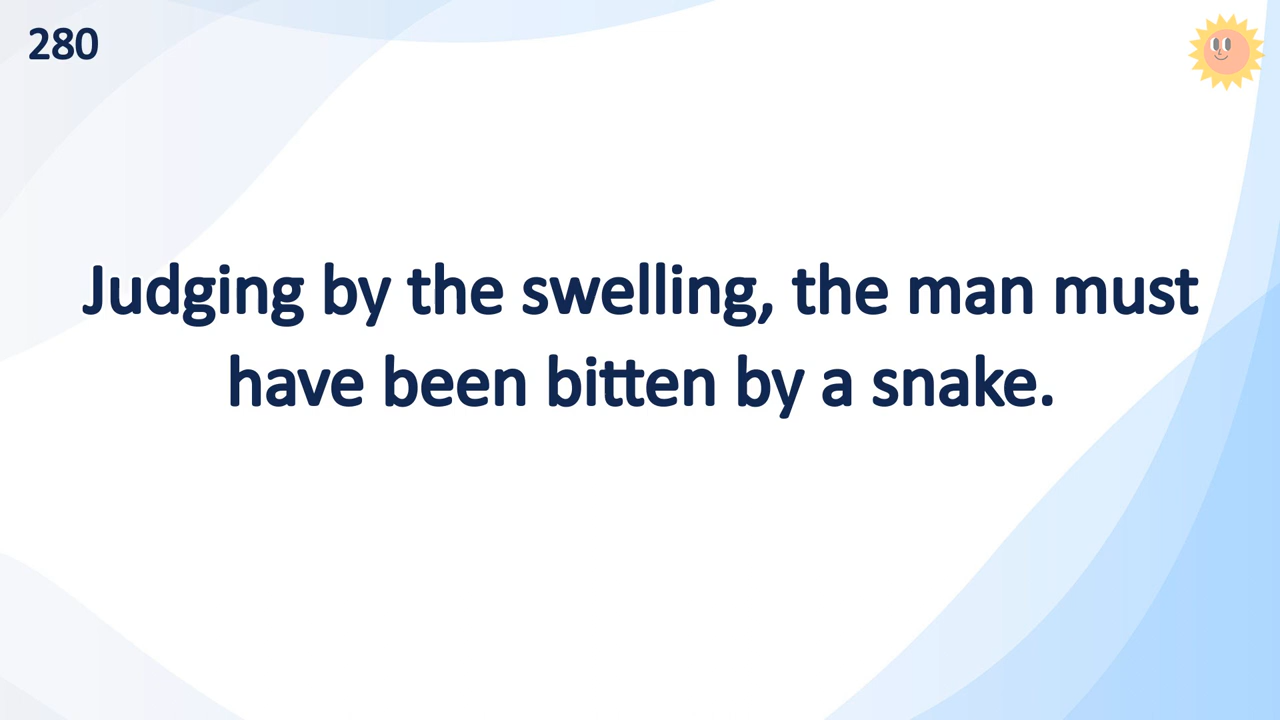 280
Judging by the swelling, the man must
have been bitten by a snake.